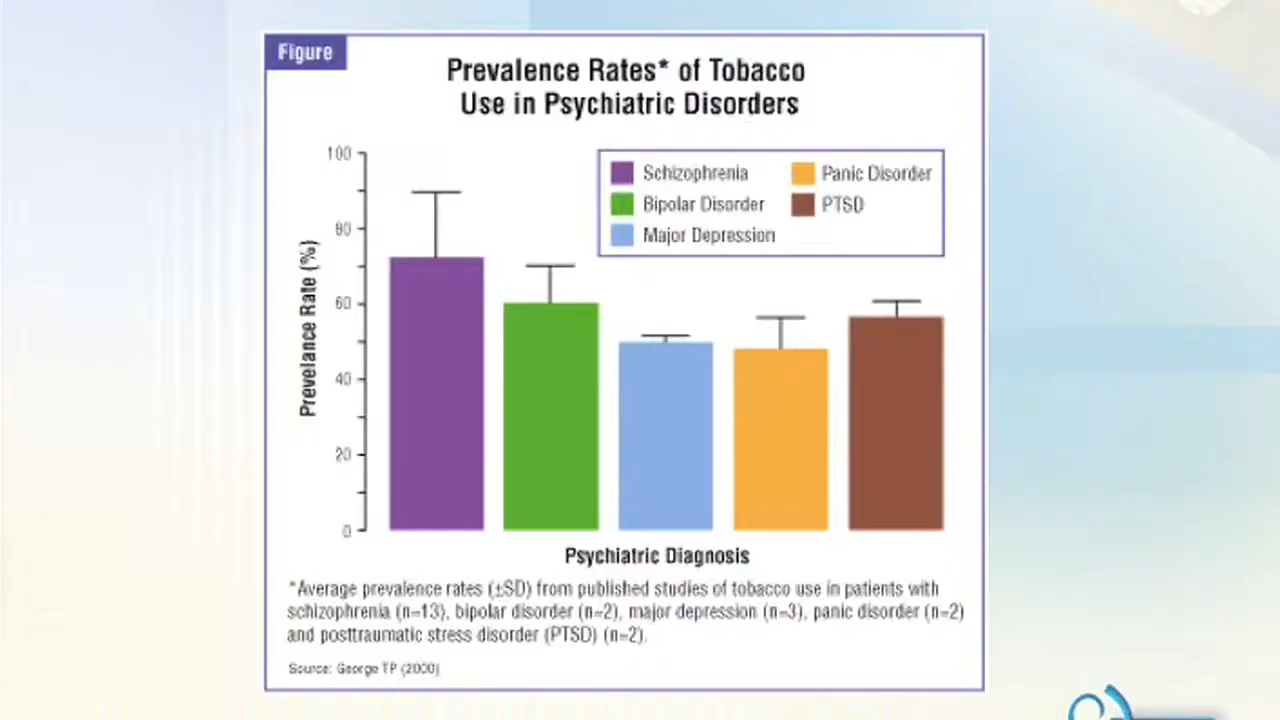 Figure
Prevalence Rates* of Tobacco
Use in Psychiatric Disorders
100
80
60
40
20
0
Prevelance Rate (%)
Schizophrenia
Bipolar Disorder
Major Depression
Panic Disorder
PTSD
Psychiatric Diagnosis
*Average prevalence rates (±SD) from published studies of tobacco use in patients with
schizophrenia (n=13), bipolar disorder (n=2), major depression (n=3), panic disorder (n=2)
and posttraumatic stress disorder (PTSD) (n=2).
Source: George TP (2000)